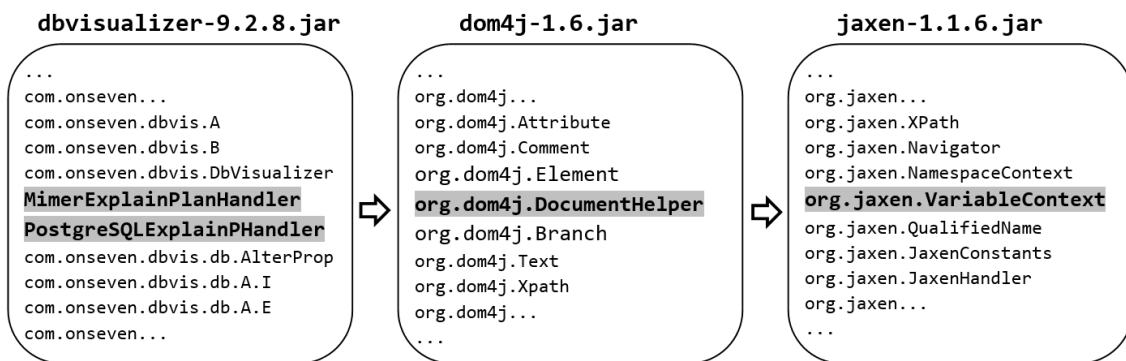 dbvisualizer-9.2.8.jar
...
com.onseven...
com.onseven.dbvis.A
com.onseven.dbvis.B
com.onseven.dbvis.DbVisualizer
MimerExplainPlanHandler
PostgreSQLExplainPHandler
com.onseven.dbvis.db.AlterProp
com.onseven.dbvis.db.A.I
com.onseven.dbvis.db.A.E
com.onseven...
dom4j-1.6.jar
...
org.dom4j...
org.dom4j.Attribute
org.dom4j.Comment
org.dom4j.Element
org.dom4j.DocumentHelper
org.dom4j.Branch
org.dom4j.Text
org.dom4j.Xpath
org.dom4j...
...
jaxen-1.1.6.jar
...
org.jaxen...
org.jaxen.XPath
org.jaxen.Navigator
org.jaxen.NamespaceContext
org.jaxen.VariableContext
org.jaxen.QualifiedName
org.jaxen.JaxenConstants
org.jaxen.JaxenHandler
org.jaxen...
...